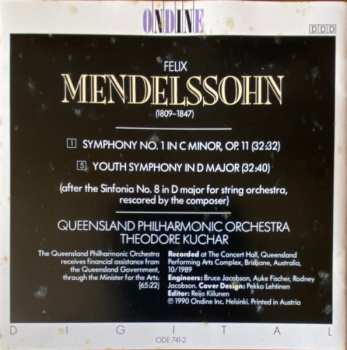 ONDINE
DDD
FELIX
MENDELSSOHN
(1809–1847)
1 SYMPHONY NO. 1 IN C MINOR, OP. 11 (32:32)
5 YOUTH SYMPHONY IN D MAJOR (32:40)
(after the Sinfonia No. 8 in D major for string orchestra,
rescored by the composer)
QUEENSLAND PHILHARMONIC ORCHESTRA
THEODORE KUCHAR
The Queensland Philharmonic Orchestra
receives financial assistance from
the Queensland Government,
through the Minister for the Arts.
(65:22)
Recorded at The Concert Hall, Queensland
Performing Arts Complex, Brisbane, Australia,
10/1989
Engineers: Bruce Jacobson, Auke Fischer, Rodney
Jacobson. Cover Design: Pekka Lehtinen
Editor: Reijo Kiilunen
© 1990 Ondine Inc. Helsinki. Printed in Austria
DIGITAL
ODE 741-2